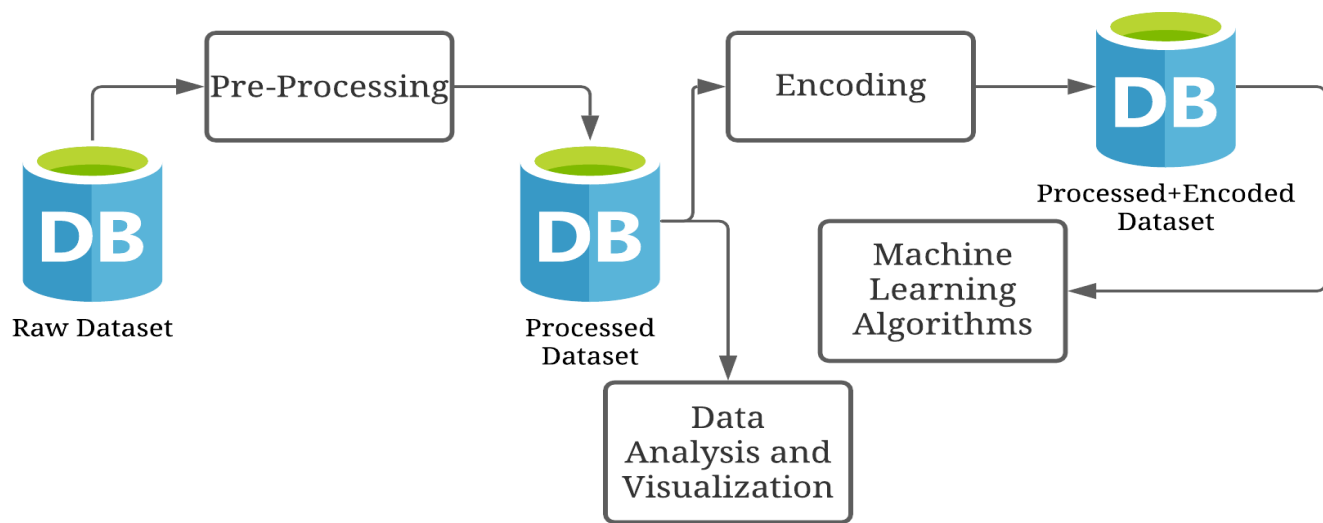 Pre-Processing
Encoding
DB
Processed+Encoded
Dataset
DB
Raw Dataset
DB
Processed
Dataset
Machine
Learning
Algorithms
Data
Analysis and
Visualization